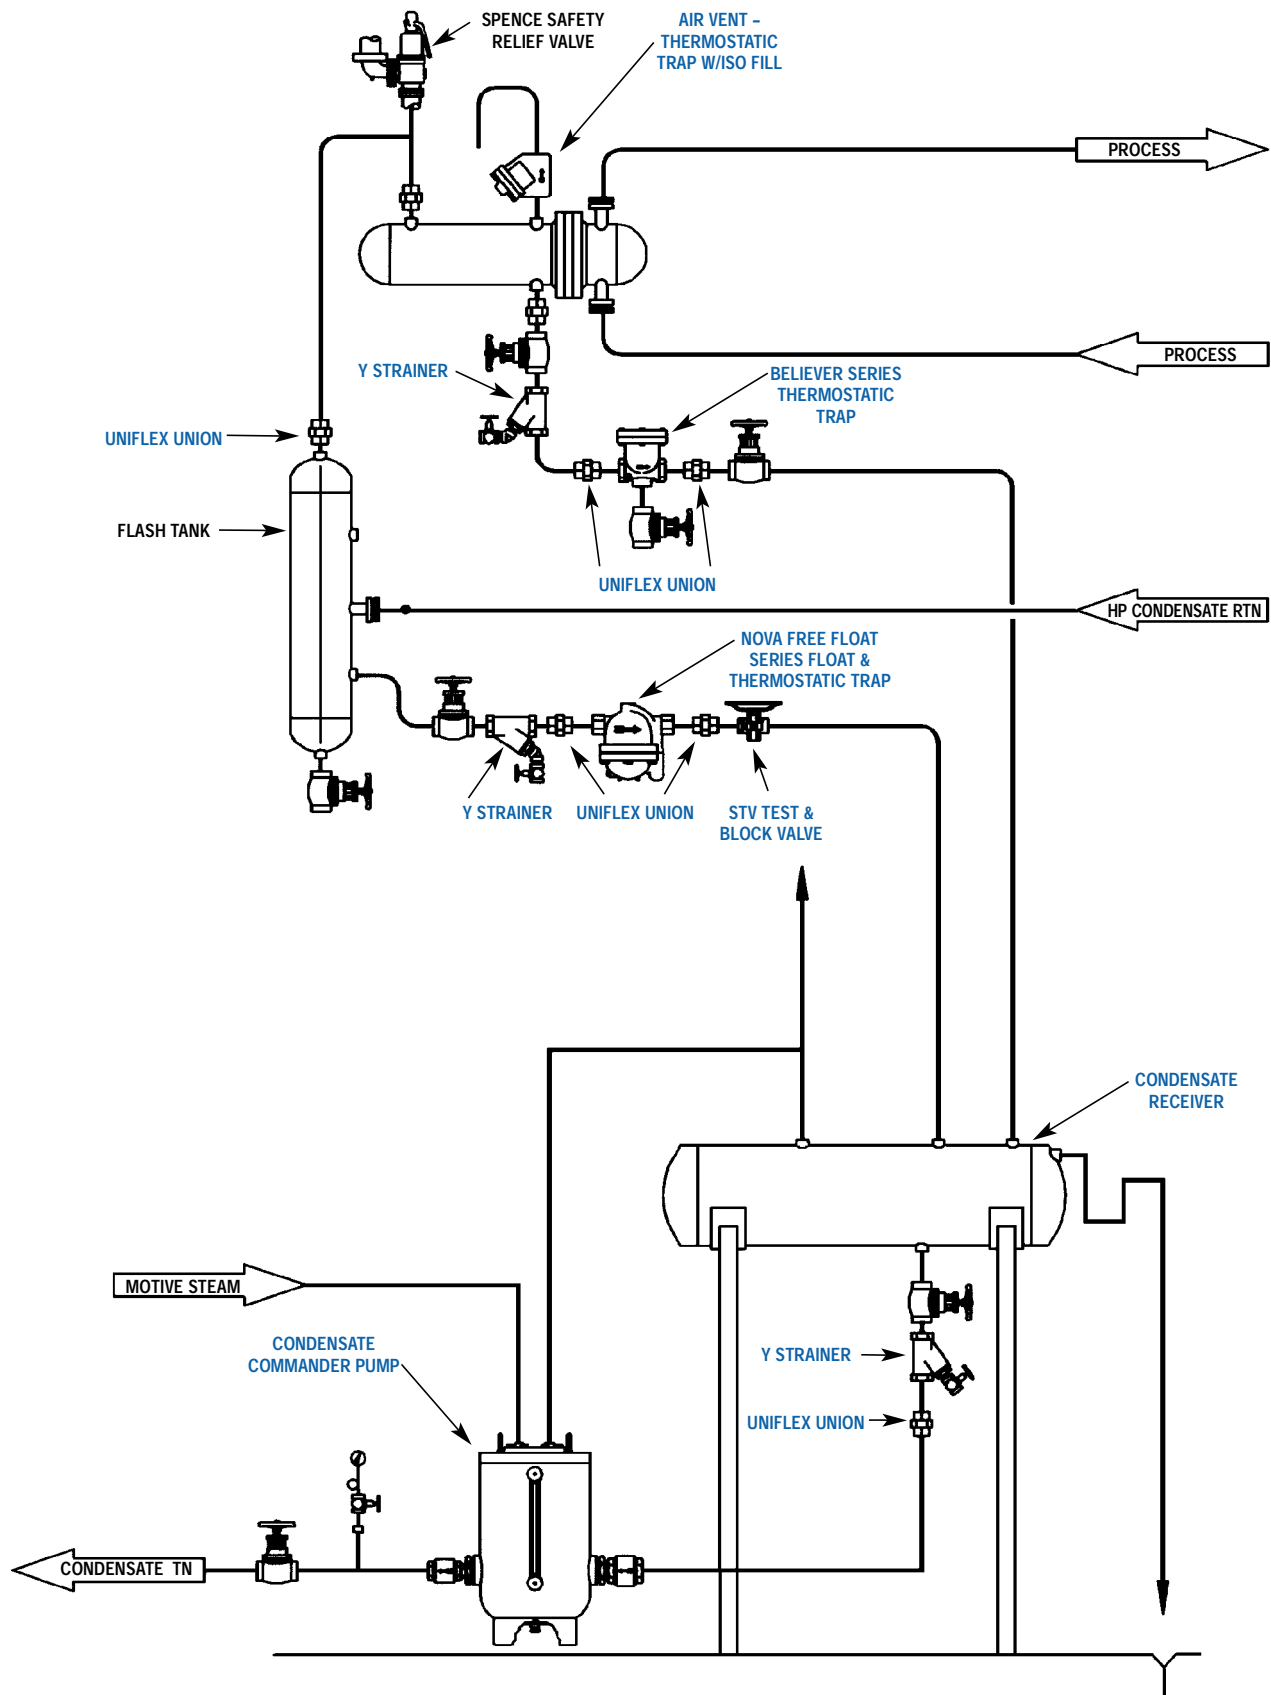 SPENCE SAFETY
RELIEF VALVE
AIR VENT –
THERMOSTATIC
TRAP W/ISO FILL
PROCESS
PROCESS
Y STRAINER
BELIEVER SERIES
THERMOSTATIC
TRAP
UNIFLEX UNION
FLASH TANK
UNIFLEX UNION
HP CONDENSATE RTN
NOVA FREE FLOAT
SERIES FLOAT &
THERMOSTATIC TRAP
Y STRAINER
UNIFLEX UNION
STV TEST &
BLOCK VALVE
CONDENSATE
RECEIVER
MOTIVE STEAM
CONDENSATE
COMMANDER PUMP
Y STRAINER
UNIFLEX UNION
CONDENSATE TN